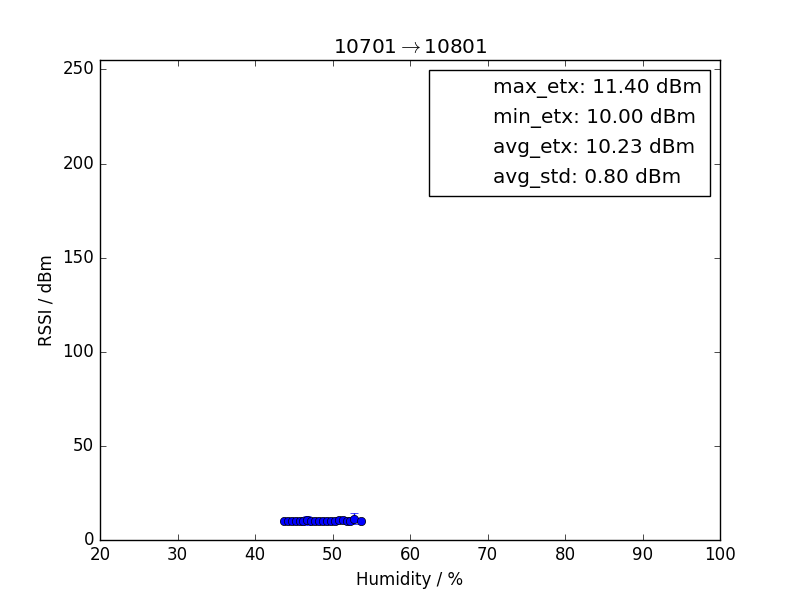 10701→10801
max_etx: 11.40 dBm
min_etx: 10.00 dBm
avg_etx: 10.23 dBm
avg_std: 0.80 dBm
250
200
150
100
50
0
RSSI / dBm
20 30 40 50 60 70 80 90 100
Humidity / %